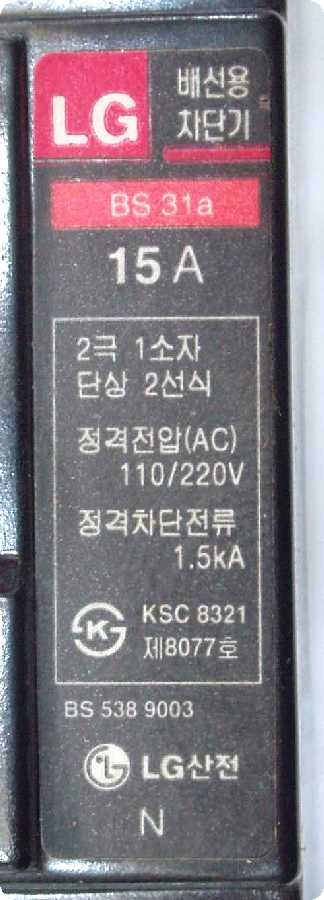 LG
배선용
차단기
BS 31a
15 A
2극 1소자
단상 2선식
정격전압(AC)
110/220V
정격차단전류
1.5kA
KSC 8321
제8077호
BS 538 9003
LG산전
N